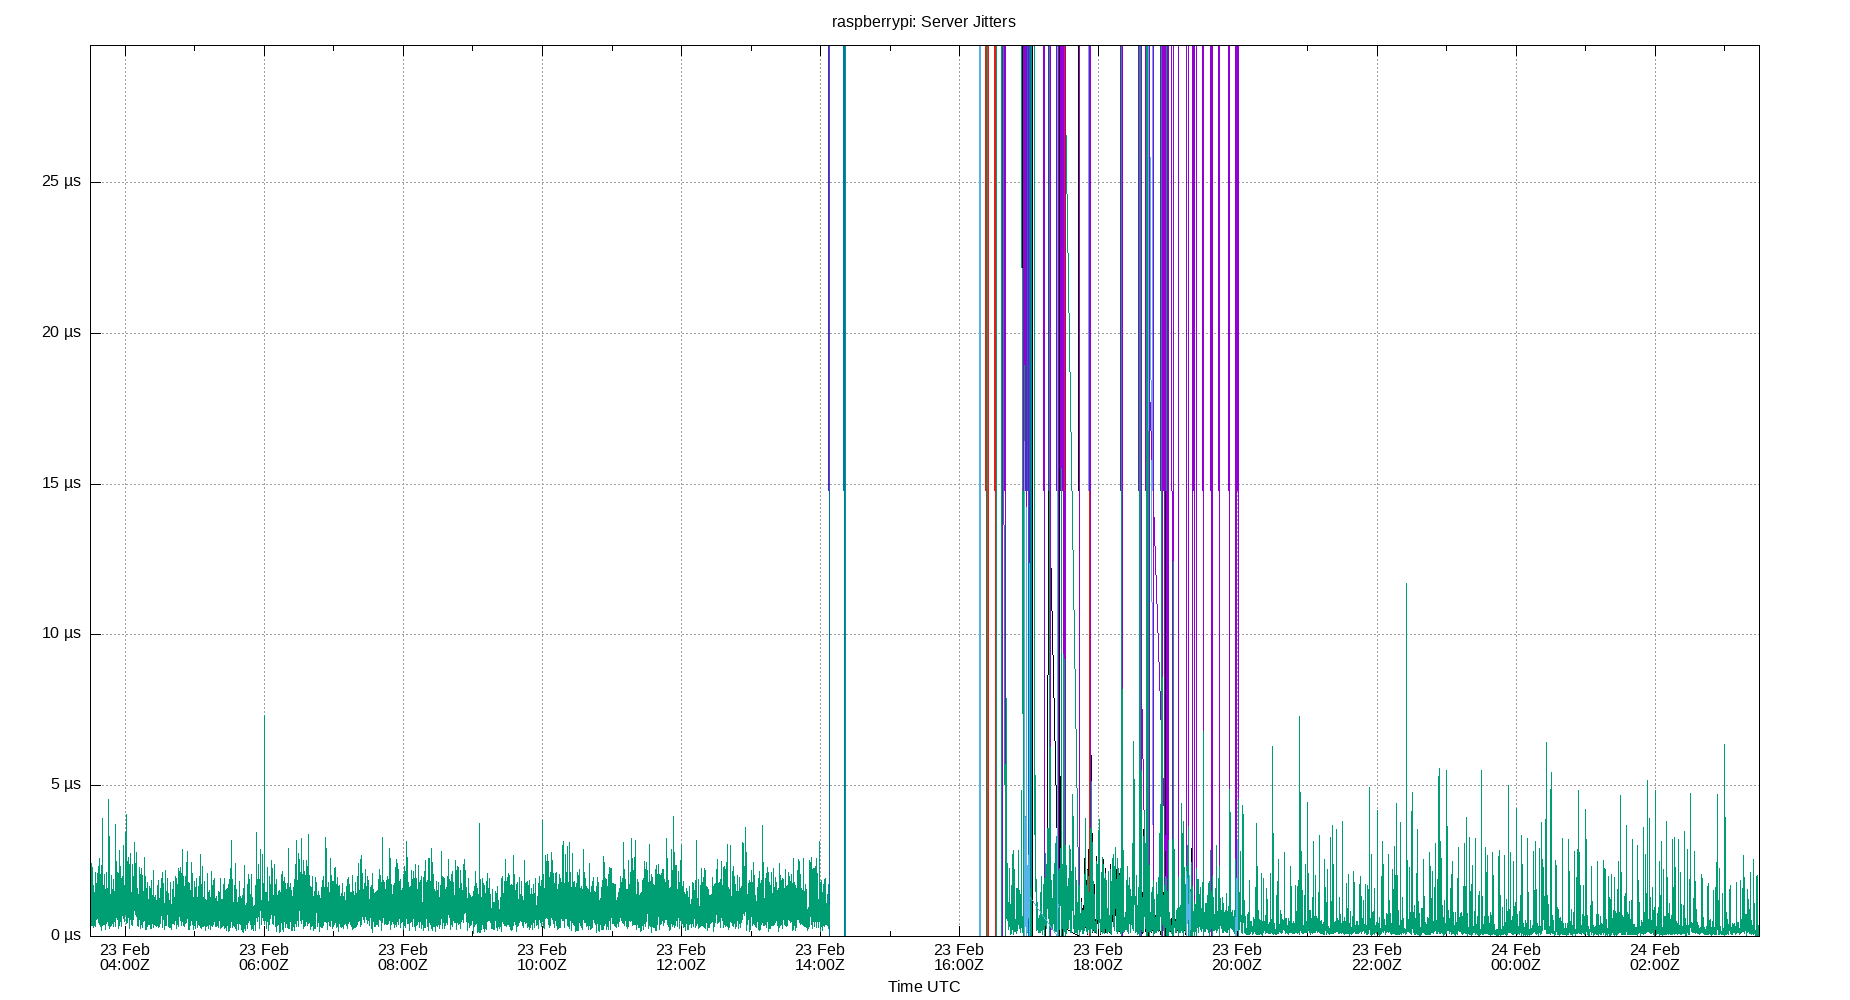 raspberrypi: Server Jitters
25 µs
20 µs
15 µs
10 µs
5 µs
0 µs
23 Feb 23 Feb 23 Feb 23 Feb 23 Feb 23 Feb 23 Feb 23 Feb 23 Feb 23 Feb 24 Feb 24 Feb
04:00Z 06:00Z 08:00Z 10:00Z 12:00Z 14:00Z 16:00Z 18:00Z 20:00Z 22:00Z 00:00Z 02:00Z
Time UTC